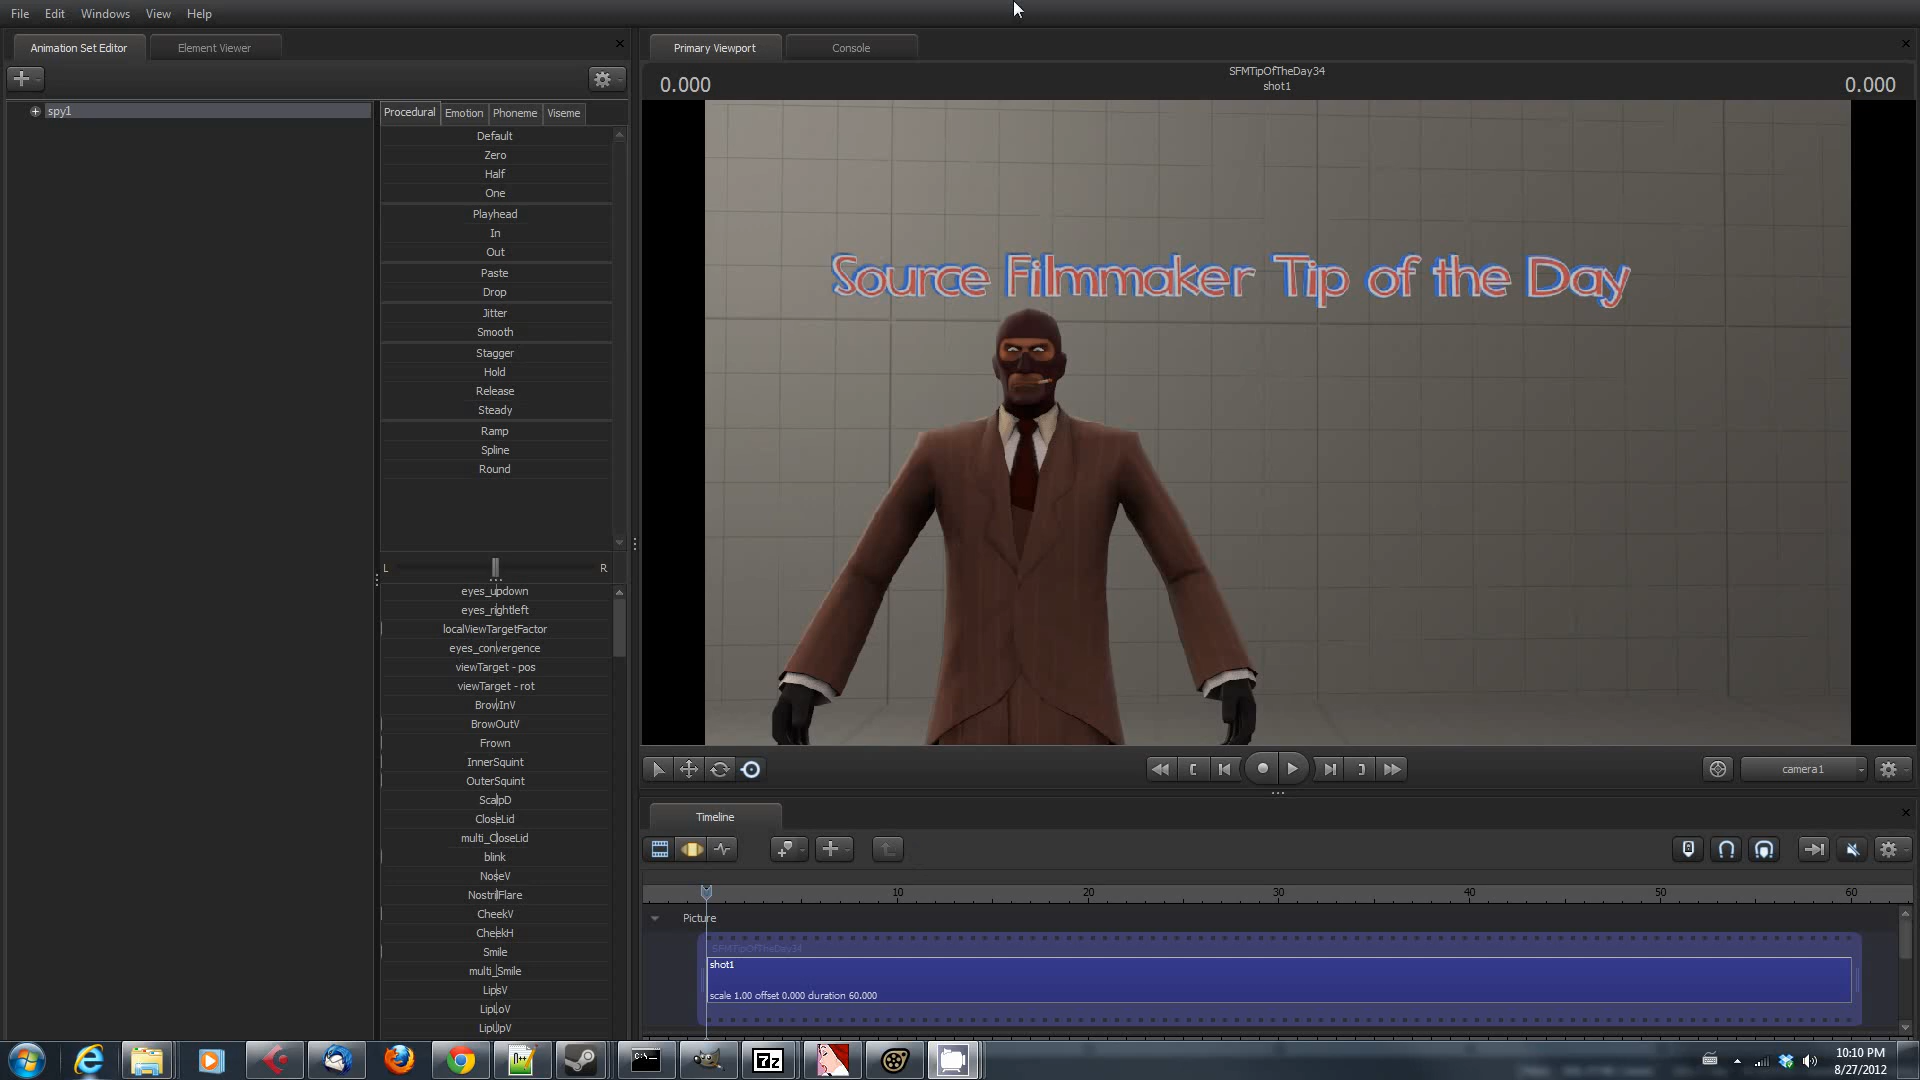 File Edit Windows View Help
Animation Set Editor Element Viewer
Primary Viewport Console
0.000
SFMTipOfTheDay34
shot1
0.000
spy1
Procedural Emotion Phoneme Viseme
Default
Zero
Half
One
Playhead
In
Out
Paste
Drop
Jitter
Smooth
Stagger
Hold
Release
Steady
Ramp
Spline
Round
L R
eyes_updown
eyes_rightleft
localViewTargetFactor
eyes_convergence
viewTarget - pos
viewTarget - rot
BrowInV
BrowOutV
Frown
InnerSquint
OuterSquint
ScalpD
CloseLid
multi_CloseLid
blink
NoseV
NostrilFlare
CheekV
CheekH
Smile
multi_Smile
LipsV
LipLoV
LipUpV
Source Filmmaker Tip of the Day
camera1
Timeline
10 20 30 40 50 60
Picture
SFMTipOfTheDay34
shot1
scale 1.00 offset 0.000 duration 60.000
C:\_
7z
10:10 PM
8/27/2012